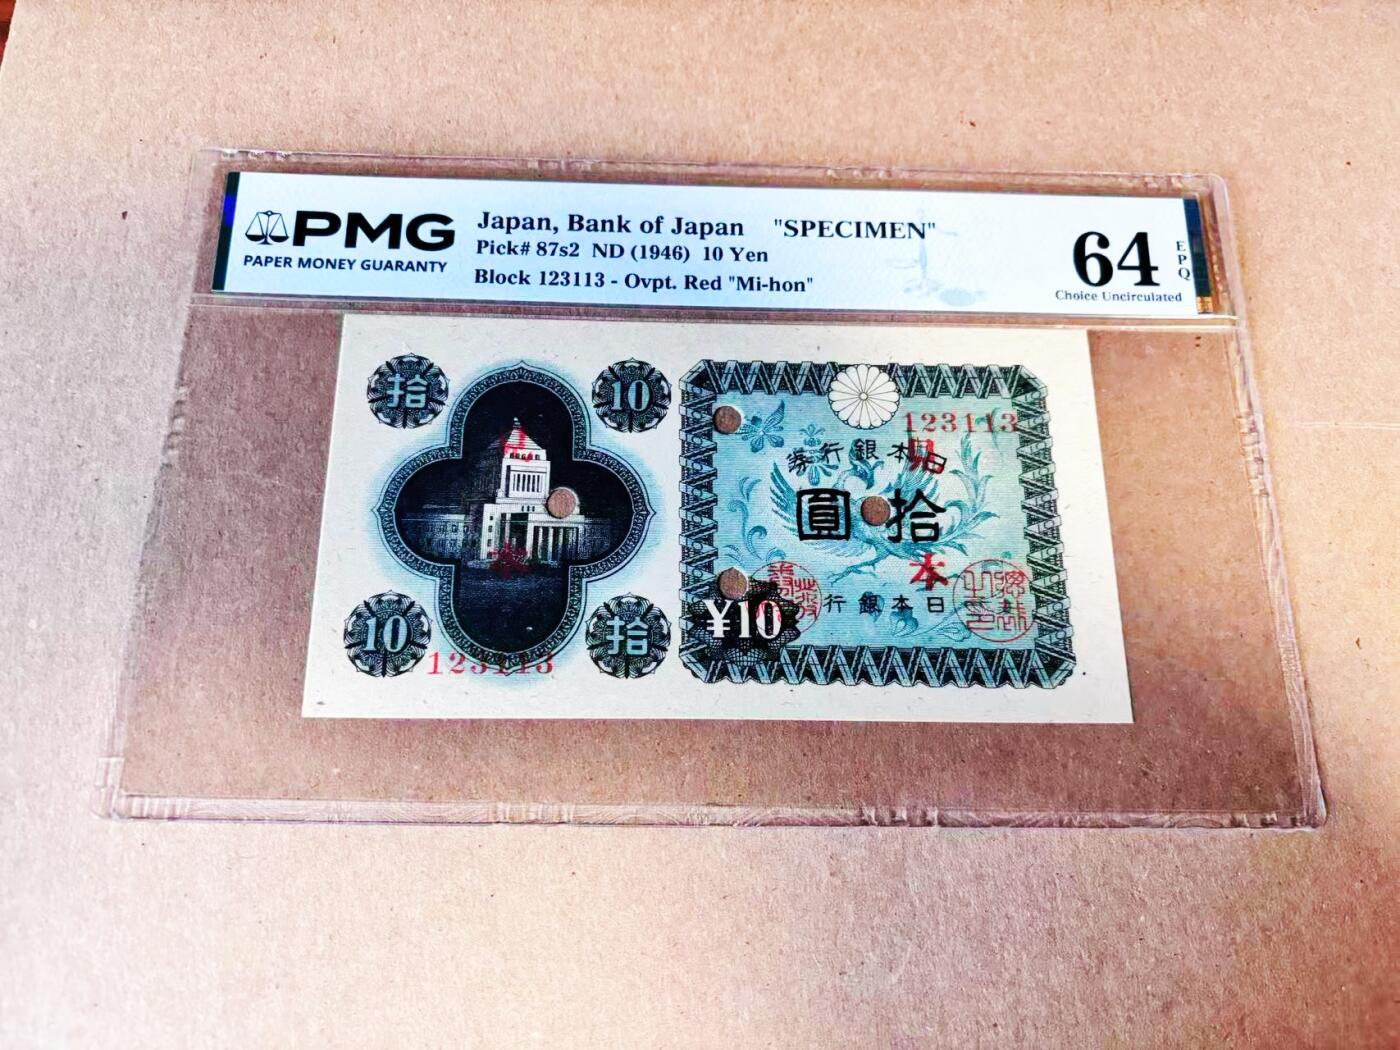 PMG
PAPER MONEY GUARANTY
Japan, Bank of Japan "SPECIMEN"
Pick# 87s2 ND (1946) 10 Yen
Block 123113 - Ovpt. Red "Mi-hon"
64
EPQ
Choice Uncirculated
拾
10
123113
券行銀本日
見
見
圓拾
本
本
¥10
行銀本日
10
拾
123113